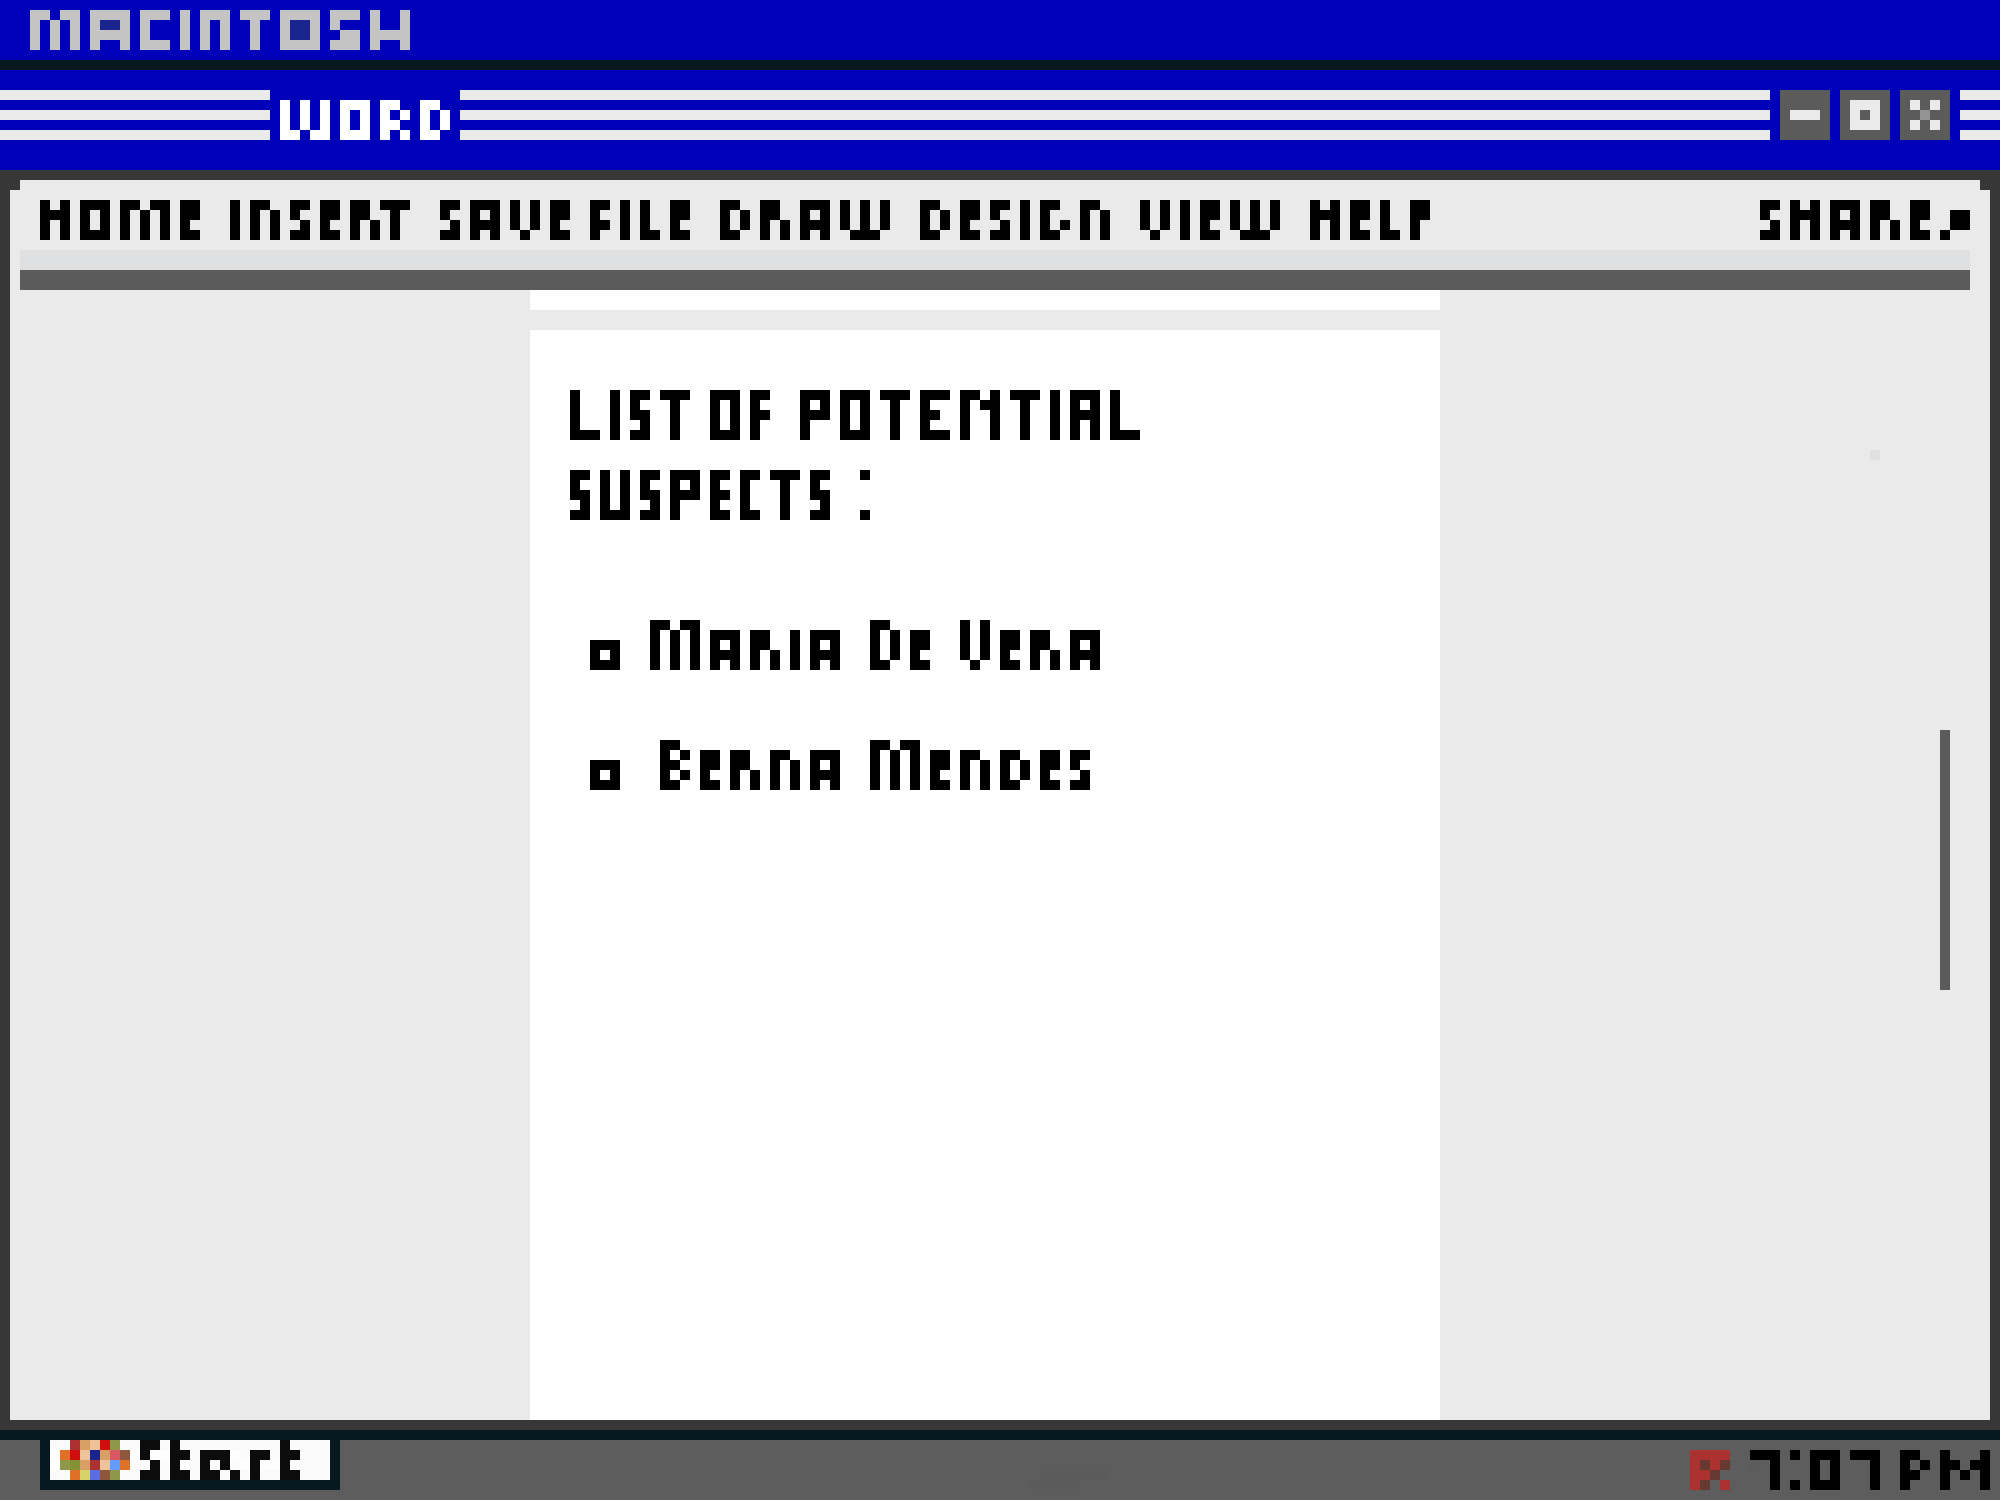 MACINTOSH
WORD
HOME INSERT SAVE FILE DRAW DESIGN VIEW HELP SHARE
LIST OF POTENTIAL
SUSPECTS :
Maria De Vera
Berna Mendes
start 7:07 PM